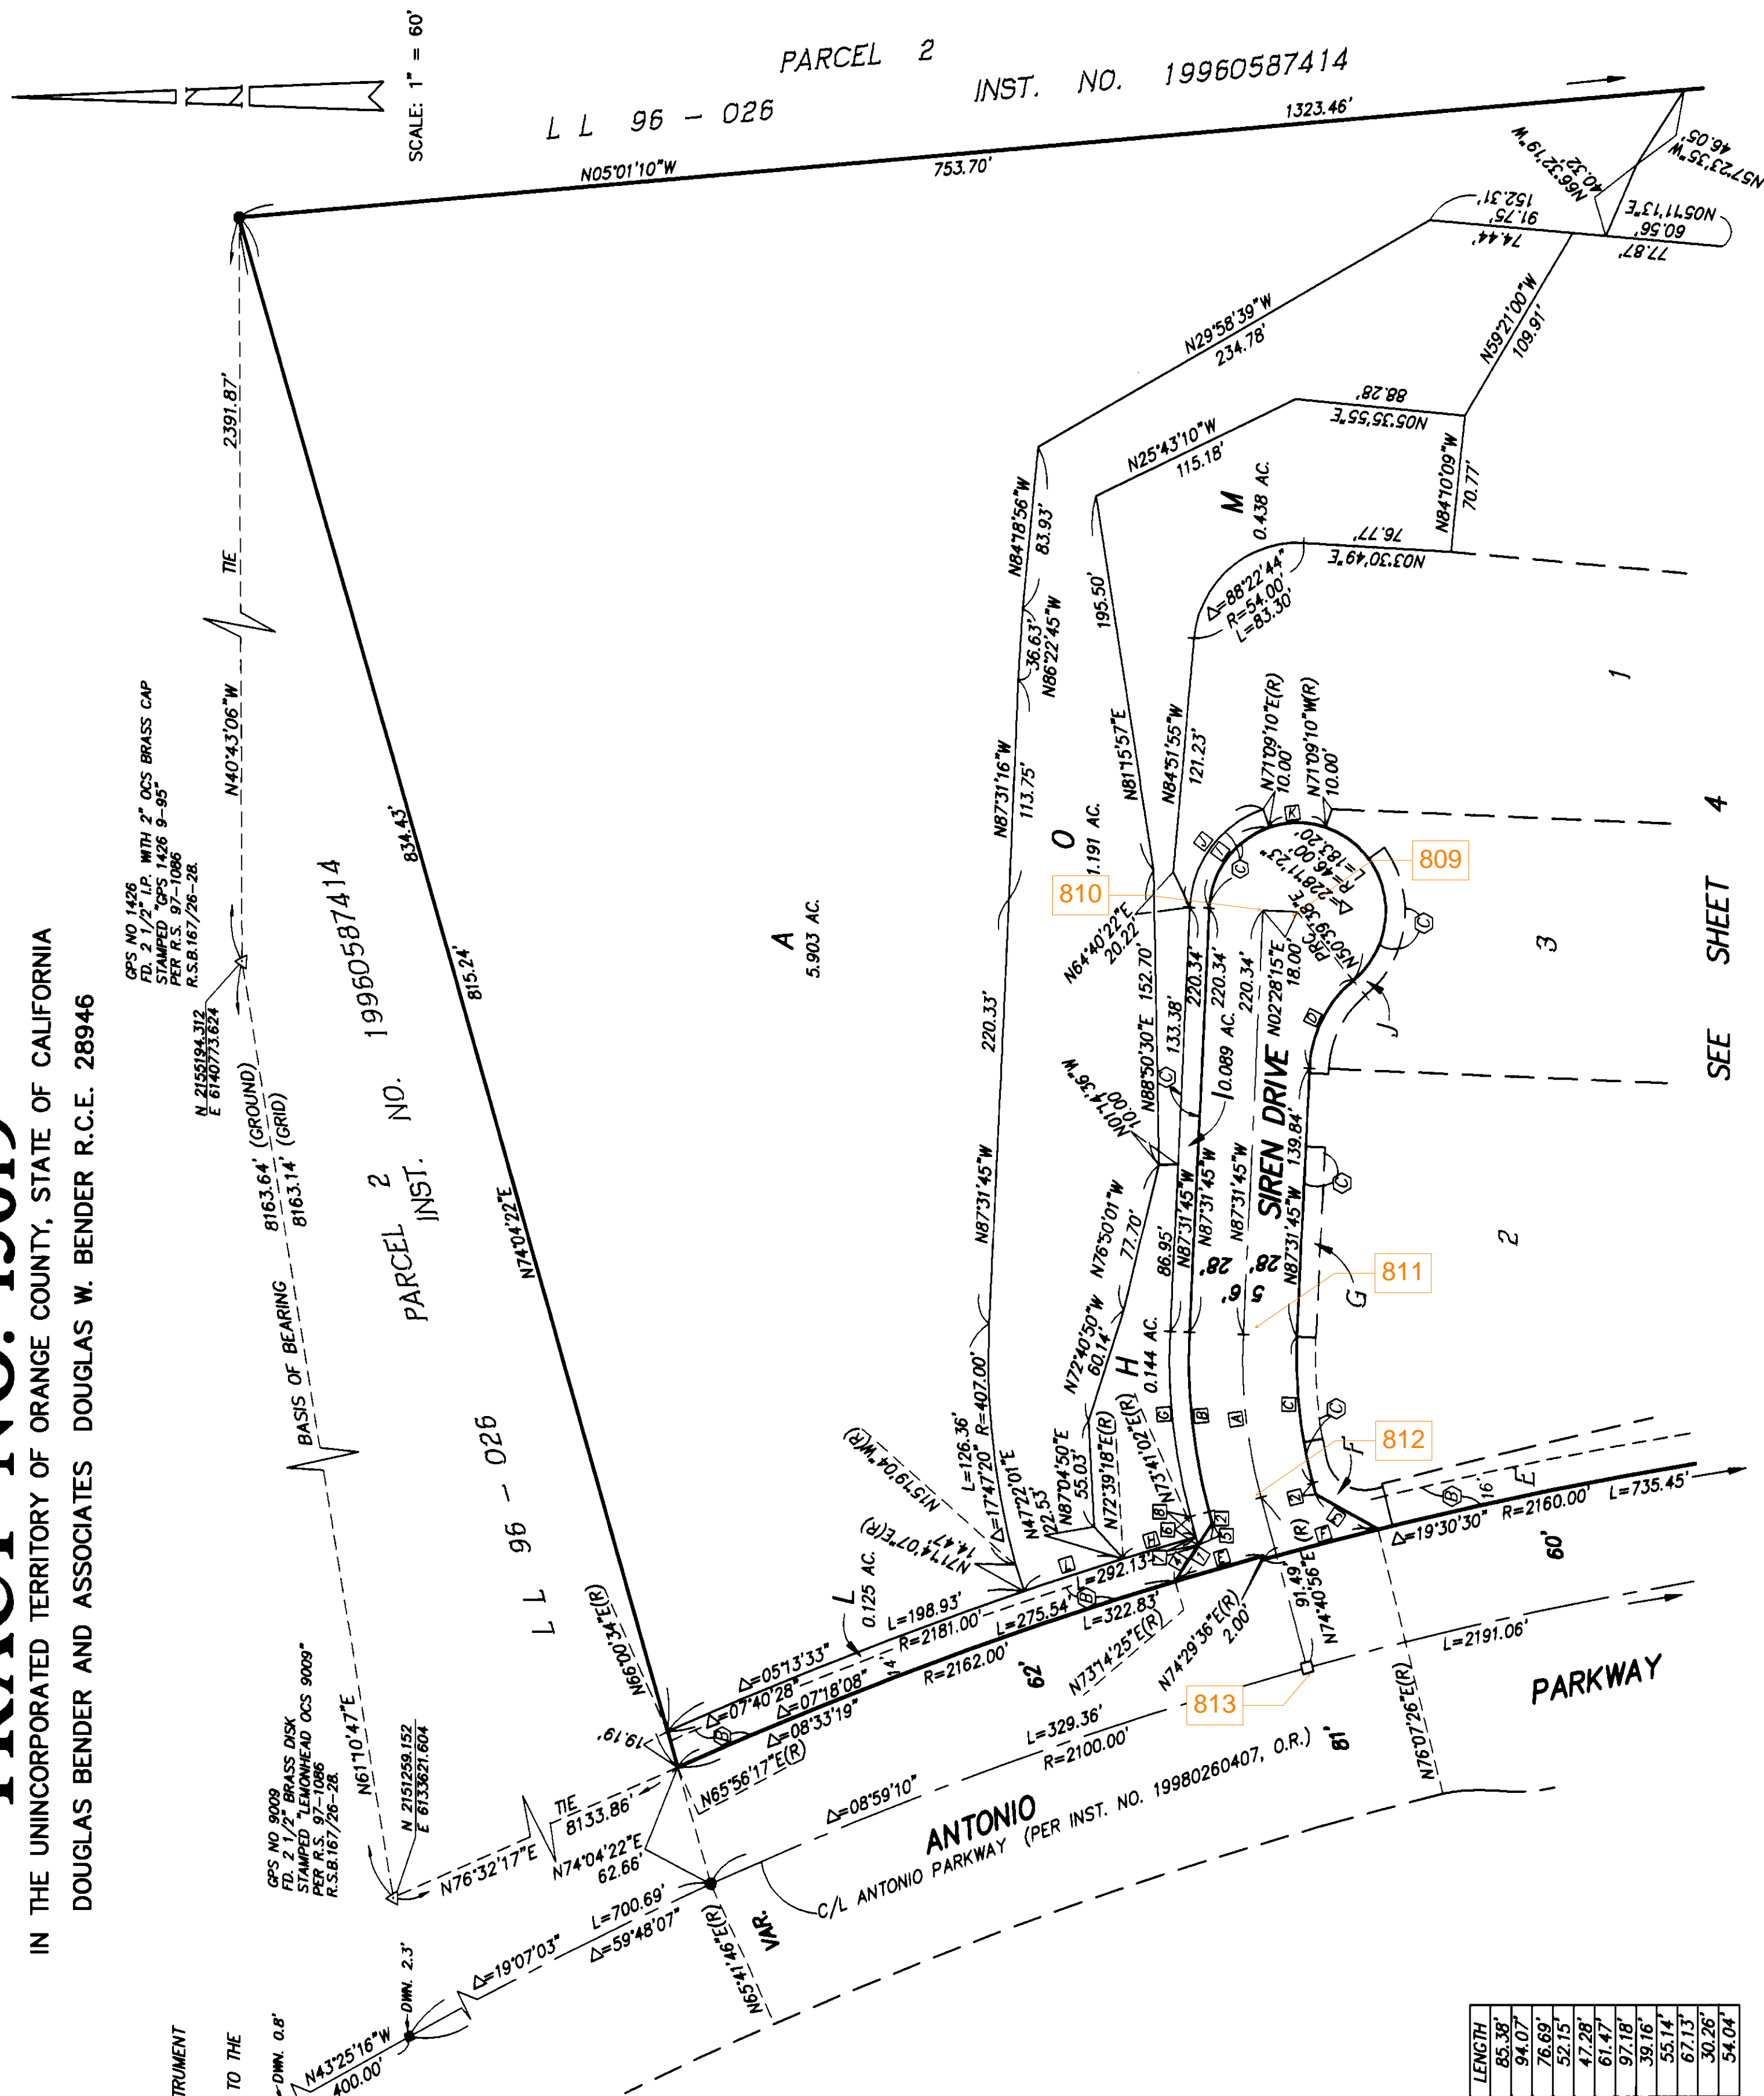 IN THE UNINCORPORATED TERRITORY OF ORANGE COUNTY, STATE OF CALIFORNIA
DOUGLAS BENDER AND ASSOCIATES DOUGLAS W. BENDER R.C.E. 28946
SCALE: 1" = 60'
PARCEL 2
L L 96 - 026 INST. NO. 19960587414
N05°01'10"W
753.70'
1323.46'
GPS NO 1426
FD. 2 1/2" I.P. WITH 2" OCS BRASS CAP
STAMPED "GPS 1426 9-95"
PER R.S. 97-1086
R.S.B.167/26-28.
N 2155194.312
E 6140773.624
N40°43'06"W
TIE
2391.87'
BASIS OF BEARING
8163.64' (GROUND)
8163.14' (GRID)
N61°10'47"E
GPS NO 9009
FD. 2 1/2" BRASS DISK
STAMPED "LEMONHEAD OCS 9009"
PER R.S. 97-1086
R.S.B.167/26-28.
N 2151259.152
E 6133621.604
PARCEL 2
INST. NO. 19960587414
L L 96 - 026
N74°04'22"E
815.24'
834.43'
N76°32'17"E
TIE
8133.86'
N74°04'22"E
62.66'
19.19'
N66°00'34"E(R)
N65°56'17"E(R)
N65°41'46"E(R)
VAR.
RUMENT
TO THE
DWN. 0.8'
N43°25'16"W
400.00'
DWN. 2.3'
Δ=19°07'03"
L=700.69'
Δ=59°48'07"
A
5.903 AC.
O
1.191 AC.
M
0.438 AC.
H
0.144 AC.
I 0.089 AC.
L
0.125 AC.
N87°31'45"W
220.33'
N87°31'16"W
113.75'
36.63'
N86°22'45"W
N84°18'56"W
83.93'
N29°58'39"W
234.78'
74.44'
91.75'
152.31'
77.87'
60.56'
N05°11'13"E
N66°32'19"W
40.32'
N57°23'35"W
46.05'
N59°21'00"W
109.91'
N05°35'55"E
88.28'
N25°43'10"W
115.18'
N84°10'09"W
70.77'
N03°30'49"E
76.77'
195.50'
N81°15'57"E
N84°51'55"W
121.23'
Δ=88°22'44"
R=54.00'
L=83.30'
N71°09'10"E(R)
10.00'
N71°09'10"W(R)
10.00'
N64°40'22"E
20.22'
N88°50'30"E 152.70'
133.38'
N01°14'36"W
10.00'
N76°50'01"W
77.70'
N72°40'50"W
60.14'
N87°04'50"E
55.03'
N47°22'01"E
22.53'
L=126.36'
Δ=17°47'20" R=407.00'
N15°19'04"W(R)
N71°14'07"E(R)
14.47'
N72°39'18"E(R)
N73°41'02"E(R)
86.95'
N87°31'45"W
220.34'
N87°31'45"W
220.34'
N87°31'45"W
220.34'
28'
28'
56'
SIREN DRIVE
N02°28'15"E
18.00'
N87°31'45"W 139.84'
PRC
N50°39'38"E
Δ=228°11'23"
R=46.00'
L=183.20'
809
810
811
812
813
A
B
C
D
E
F
G
H
J
K
L
1
2
3
4
5
6
7
8
E
F
G
J
1
2
3
SEE SHEET 4
Δ=05°13'33"
L=198.93'
R=2181.00'
Δ=07°40'28"
L=292.13'
Δ=07°18'08"
L=275.54'
14'
Δ=08°33'19"
R=2162.00'
L=322.83'
62'
N73°14'25"E(R)
N74°29'36"E(R)
2.00'
91.49'
N74°40'56"E (R)
16'
Δ=19°30'30" R=2160.00' L=735.45'
60'
N76°07'26"E(R)
Δ=08°59'10"
L=329.36'
R=2100.00'
L=2191.06'
81'
ANTONIO PARKWAY
C/L ANTONIO PARKWAY (PER INST. NO. 19980260407, O.R.)
LENGTH
85.38'
94.07'
76.69'
52.15'
47.28'
61.47'
97.18'
39.16'
55.14'
67.13'
30.26'
54.04'